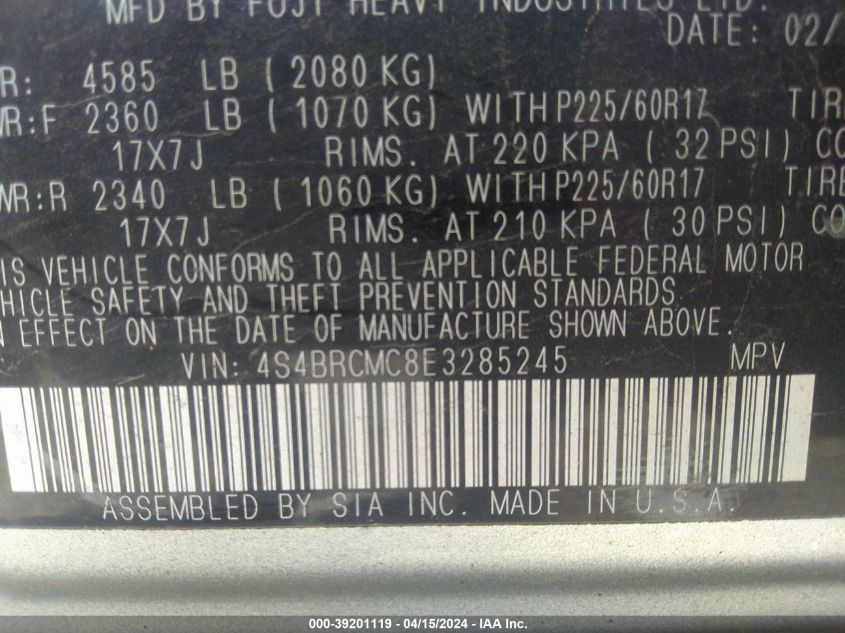 MFD BY FUJI HEAVY INDUSTRIES LTD.
DATE: 02/
R: 4585 LB ( 2080 KG)
WR:F 2360 LB ( 1070 KG) WITH P225/60R17 TIRE
17X7J RIMS. AT 220 KPA ( 32 PSI) CO
WR:R 2340 LB ( 1060 KG) WITH P225/60R17 TIRE
17X7J RIMS. AT 210 KPA ( 30 PSI) CO
IS VEHICLE CONFORMS TO ALL APPLICABLE FEDERAL MOTOR
HICLE SAFETY AND THEFT PREVENTION STANDARDS
N EFFECT ON THE DATE OF MANUFACTURE SHOWN ABOVE.
VIN: 4S4BRCMC8E3285245 MPV
ASSEMBLED BY SIA INC. MADE IN U.S.A.
000-39201119 - 04/15/2024 - IAA Inc.